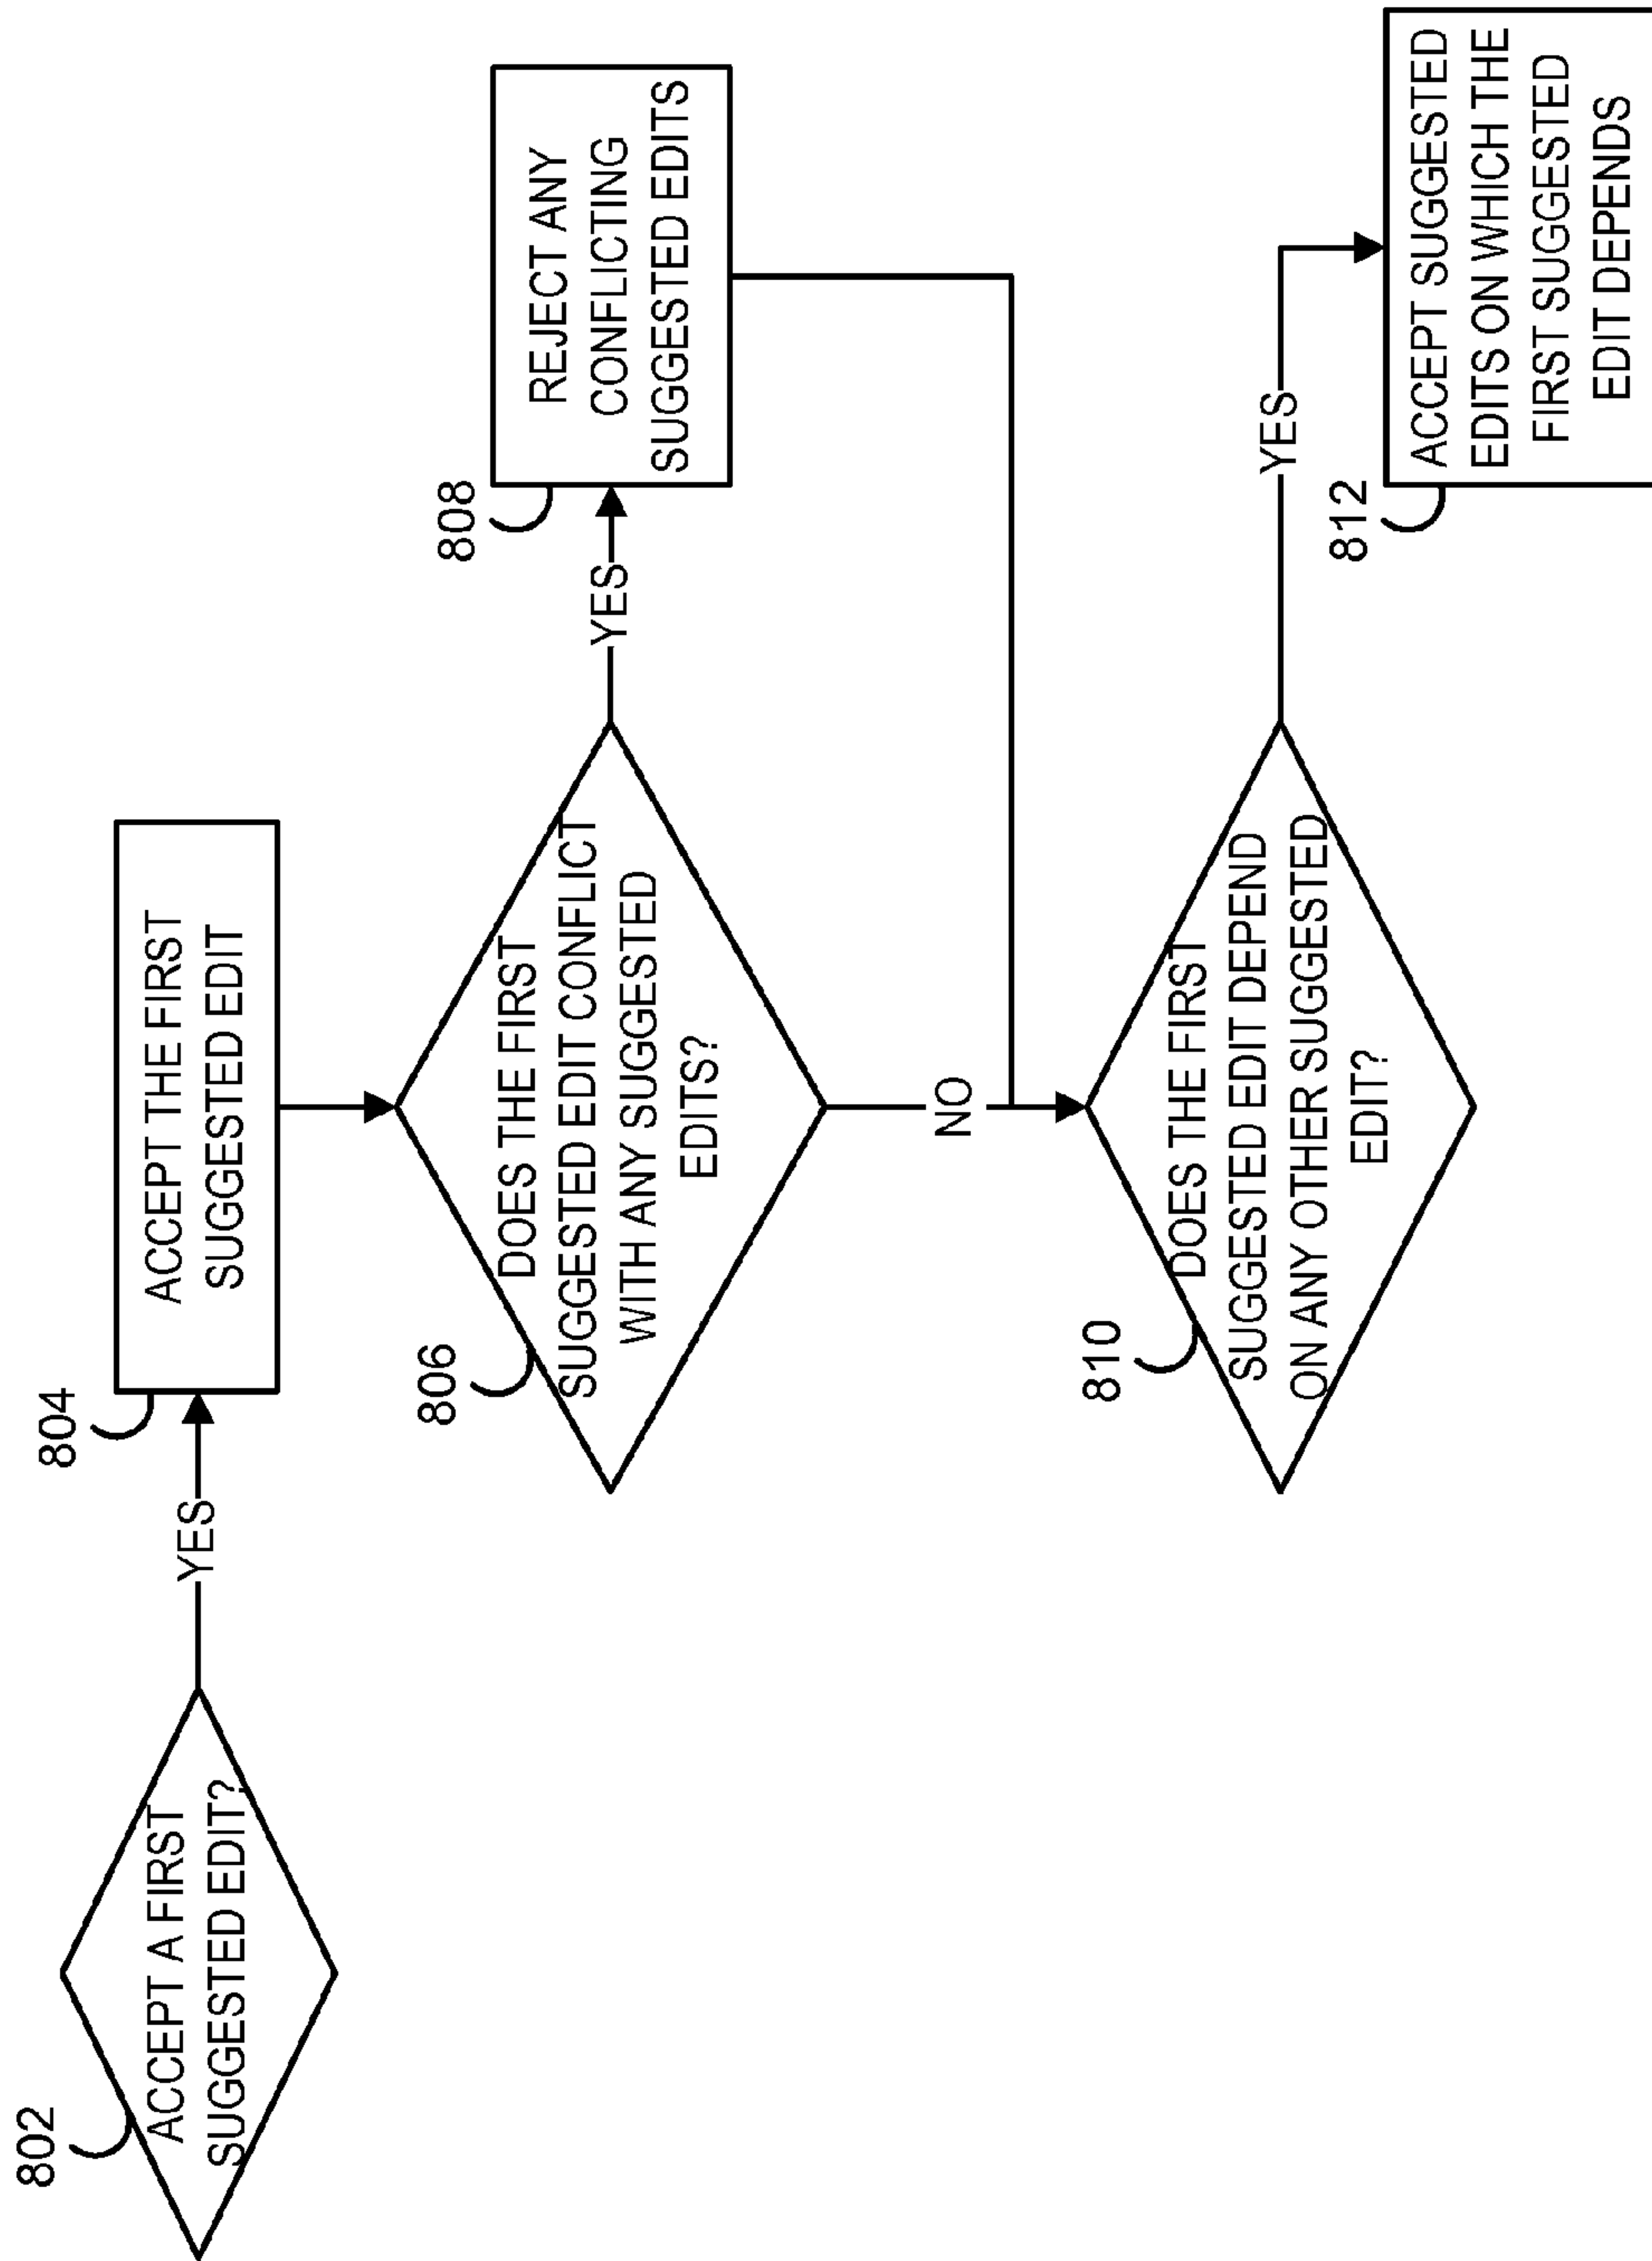 802
ACCEPT A FIRST
SUGGESTED EDIT?
YES
804
ACCEPT THE FIRST
SUGGESTED EDIT
806
DOES THE FIRST
SUGGESTED EDIT CONFLICT
WITH ANY SUGGESTED
EDITS?
YES
808
REJECT ANY
CONFLICTING
SUGGESTED EDITS
NO
810
DOES THE FIRST
SUGGESTED EDIT DEPEND
ON ANY OTHER SUGGESTED
EDIT?
YES
812
ACCEPT SUGGESTED
EDITS ON WHICH THE
FIRST SUGGESTED
EDIT DEPENDS